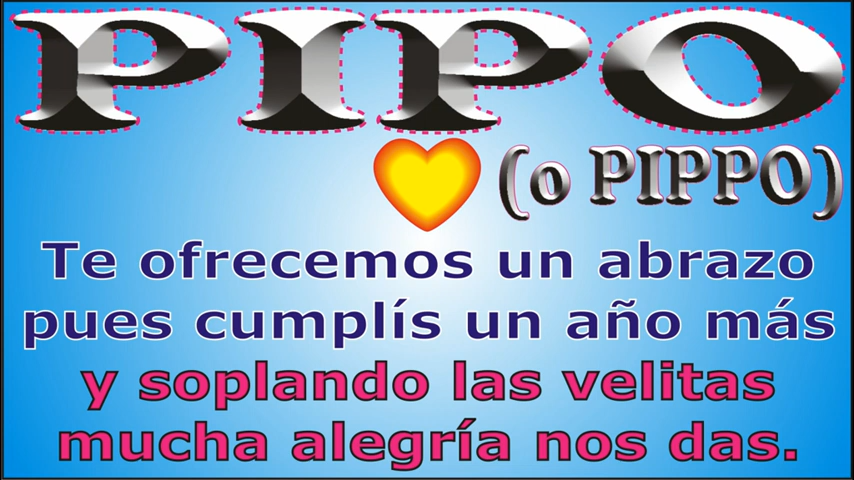 PIPO
(o PIPPO)
Te ofrecemos un abrazo
pues cumplís un año más
y soplando las velitas
mucha alegría nos das.